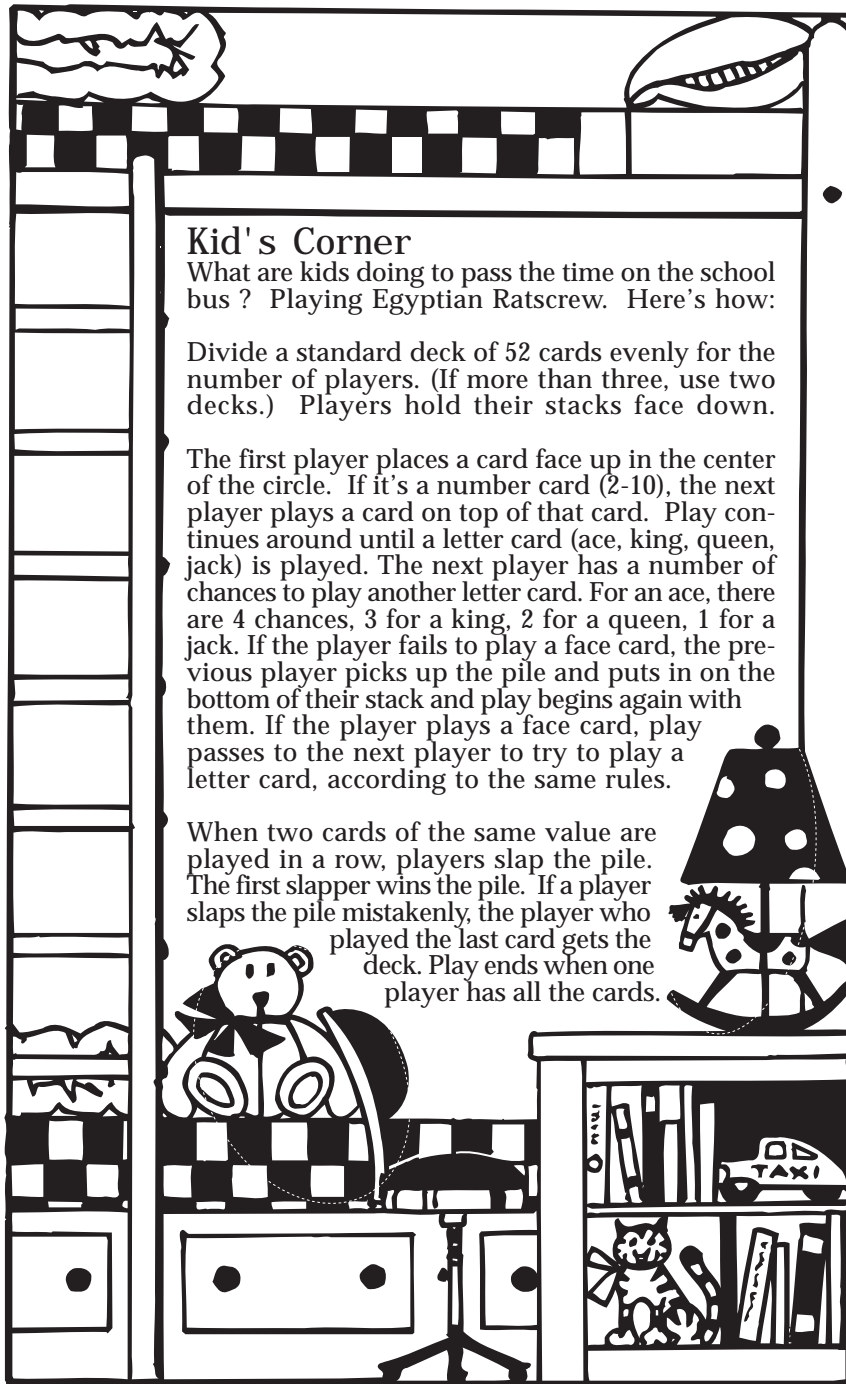 Kid's Corner
What are kids doing to pass the time on the school
bus ? Playing Egyptian Ratscrew. Here's how:
Divide a standard deck of 52 cards evenly for the
number of players. (If more than three, use two
decks.) Players hold their stacks face down.
The first player places a card face up in the center
of the circle. If it's a number card (2-10), the next
player plays a card on top of that card. Play con-
tinues around until a letter card (ace, king, queen,
jack) is played. The next player has a number of
chances to play another letter card. For an ace, there
are 4 chances, 3 for a king, 2 for a queen, 1 for a
jack. If the player fails to play a face card, the pre-
vious player picks up the pile and puts in on the
bottom of their stack and play begins again with
them. If the player plays a face card, play
passes to the next player to try to play a
letter card, according to the same rules.
When two cards of the same value are
played in a row, players slap the pile.
The first slapper wins the pile. If a player
slaps the pile mistakenly, the player who
played the last card gets the
deck. Play ends when one
player has all the cards.
TAXI